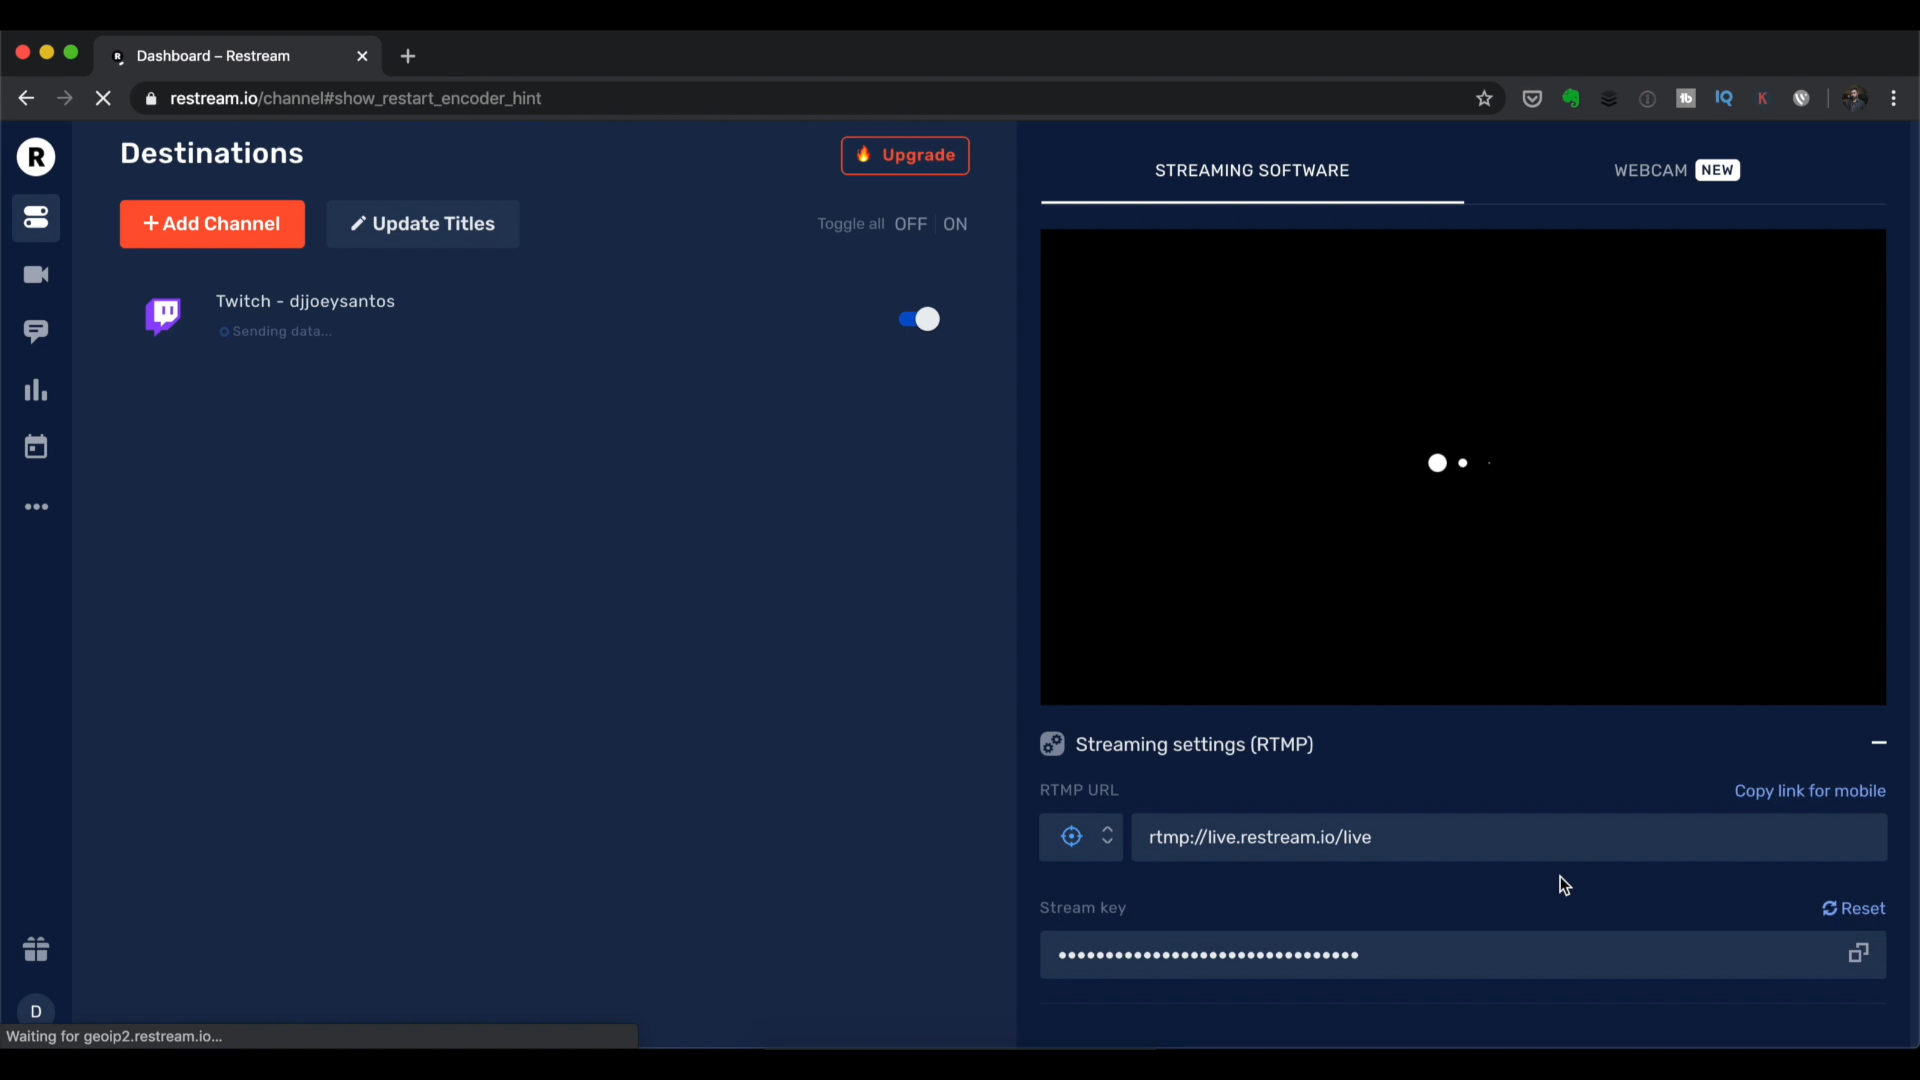 Dashboard – Restream
restream.io/channel#show_restart_encoder_hint
R
Destinations
Upgrade
+ Add Channel
Update Titles
Toggle all OFF ON
Twitch - djjoeysantos
Sending data...
STREAMING SOFTWARE
WEBCAM NEW
Streaming settings (RTMP)
RTMP URL
Copy link for mobile
rtmp://live.restream.io/live
Stream key
Reset
••••••••••••••••••••••••••••••••
D
Waiting for geoip2.restream.io...